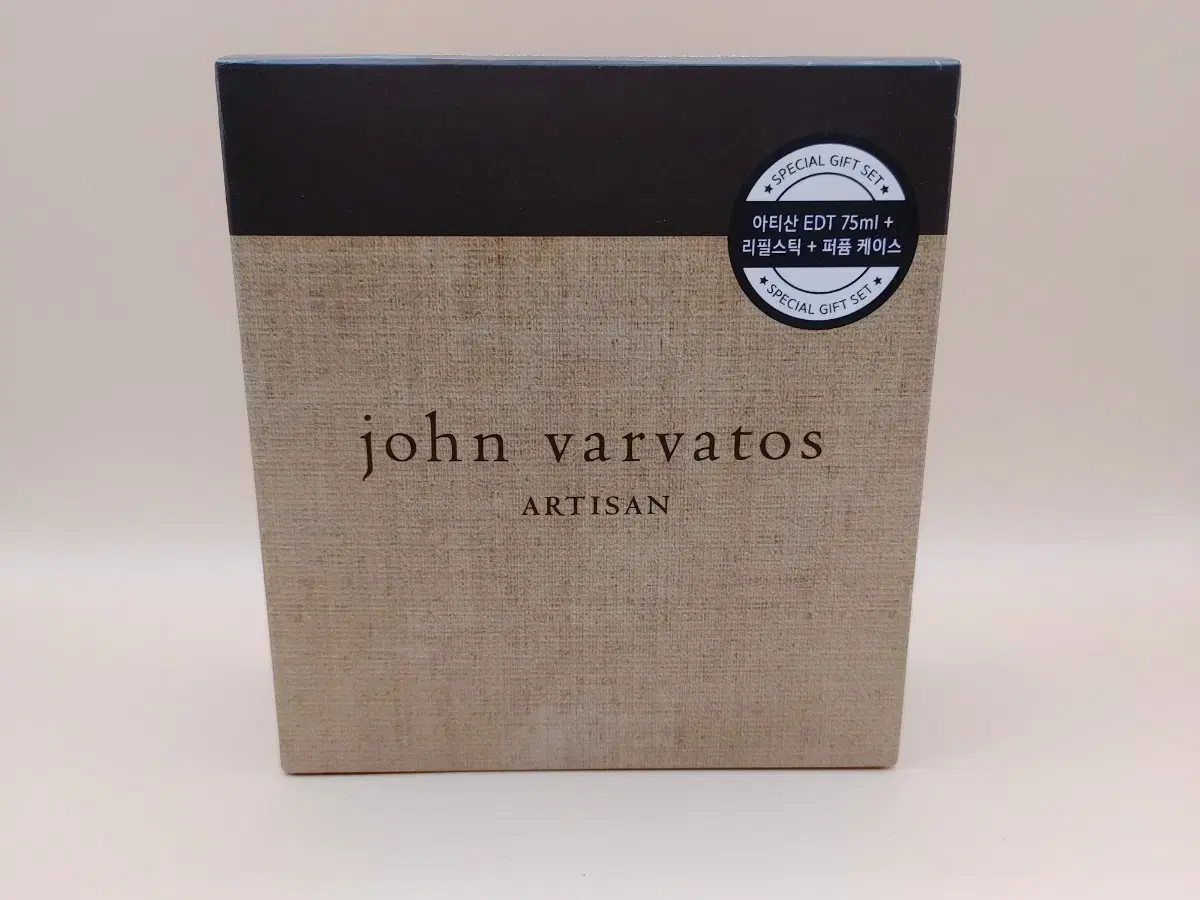 SPECIAL GIFT SET
아티산 EDT 75ml +
리필스틱 + 퍼퓸 케이스
SPECIAL GIFT SET
john varvatos
ARTISAN